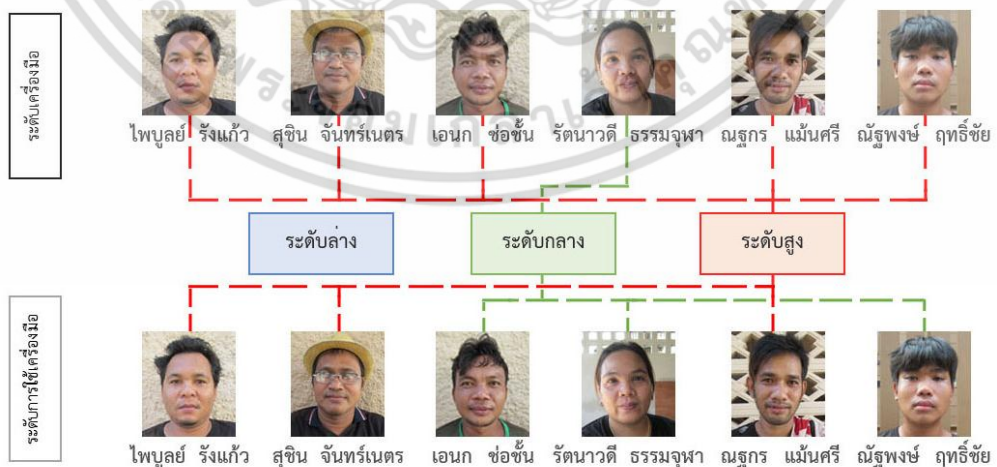 ระดับเครื่องมือ
ไพบูลย์ รังแก้ว สุชิน จันทร์เนตร เอนก ช่อชั้น รัตนาวดี ธรรมจุฬา ณฐกร แม้นศรี ณัฐพงษ์ ฤทธิ์ชัย
ระดับล่าง ระดับกลาง ระดับสูง
ระดับการใช้เครื่องมือ
ไพบูลย์ รังแก้ว สุชิน จันทร์เนตร เอนก ช่อชั้น รัตนาวดี ธรรมจุฬา ณฐกร แม้นศรี ณัฐพงษ์ ฤทธิ์ชัย